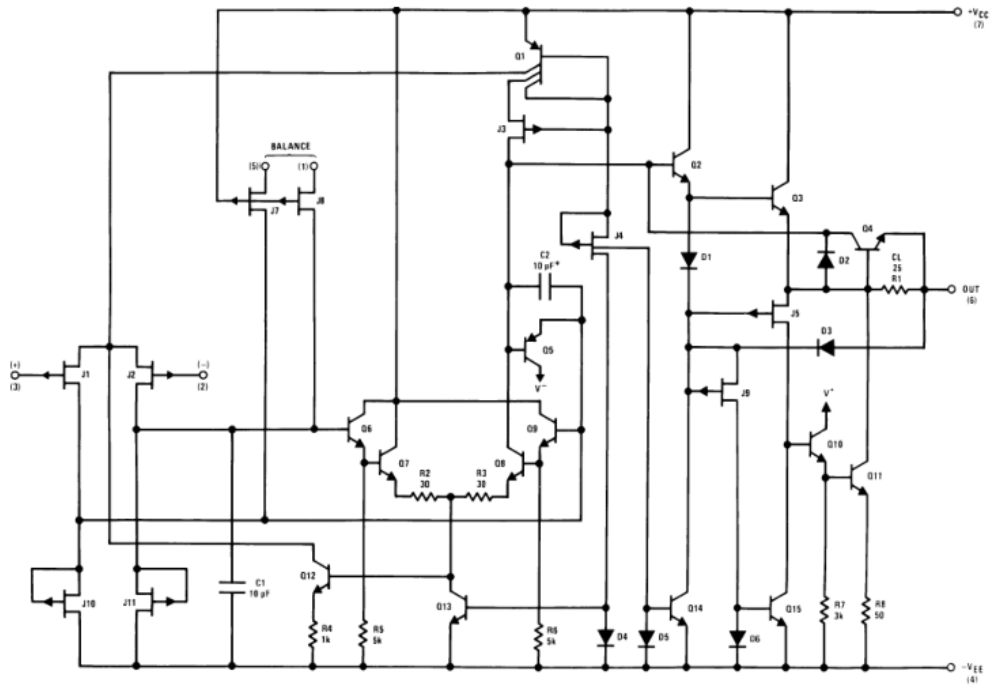 +VCC
(7)
Q1
J3
BALANCE
(5)
(1)
J7
J8
Q2
Q3
J4
Q4
D2
CL
25
R1
OUT
(6)
D1
C2
10 pF*
J5
D3
Q5
V−
(+)
(3)
J1
J2
(−)
(2)
J9
V+
Q6
Q7
Q9
Q8
R2
30
R3
30
Q10
Q11
Q12
Q13
Q14
Q15
J10
J11
C1
10 pF
R4
1k
R5
5k
R6
5k
D4
D5
D6
R7
3k
R8
50
−VEE
(4)